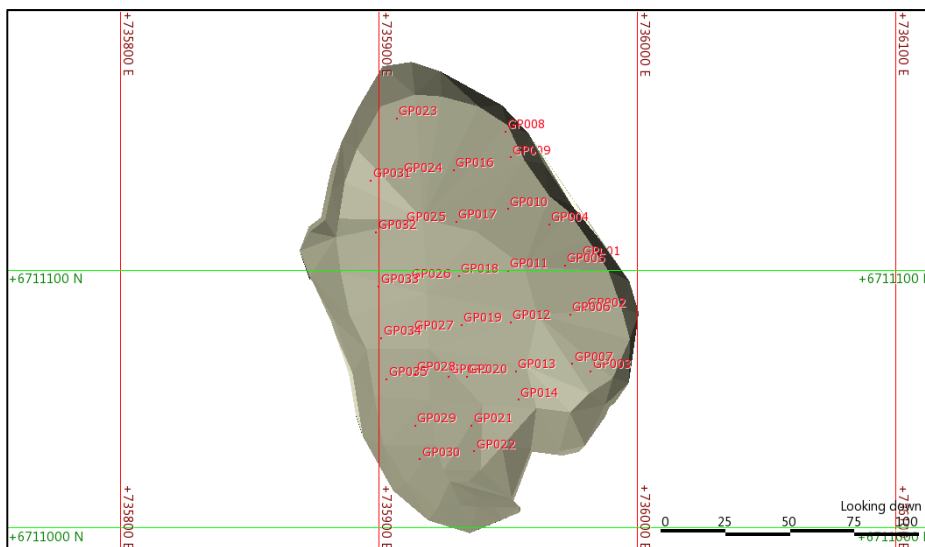 +735800 E
+735900 E
+736000 E
+736100 E
GP023
GP008
GP009
GP024
GP016
GP031
GP010
GP025
GP017
GP004
GP032
GP005
GP011
GP018
GP026
+6711100 N
+6711100 N
GP033
GP002
GP006
GP012
GP019
GP027
GP034
GP007
GP003
GP013
GP028
GP020
GP035
GP014
GP029
GP021
GP022
GP030
+735800 E
+735900 E
+736000 E
Looking down
0 25 50 75 100
+6711000 N